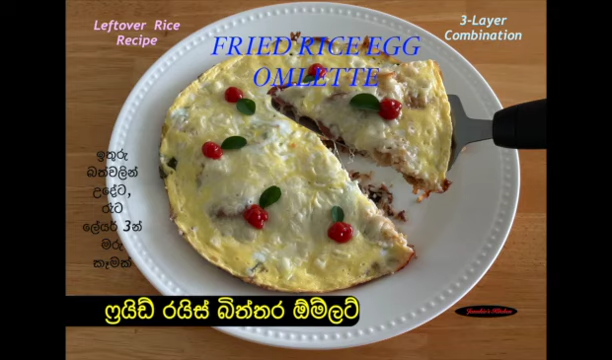 Leftover Rice
Recipe
3-Layer
Combination
FRIED RICE EGG
OMLETTE
ඉතුරු
බත්වලින්
උදේට,
රෑට
ලේයර් 3න්
මරු
කෑමක්
ෆ්‍රයිඩ් රයිස් බිත්තර ඕම්ලට්